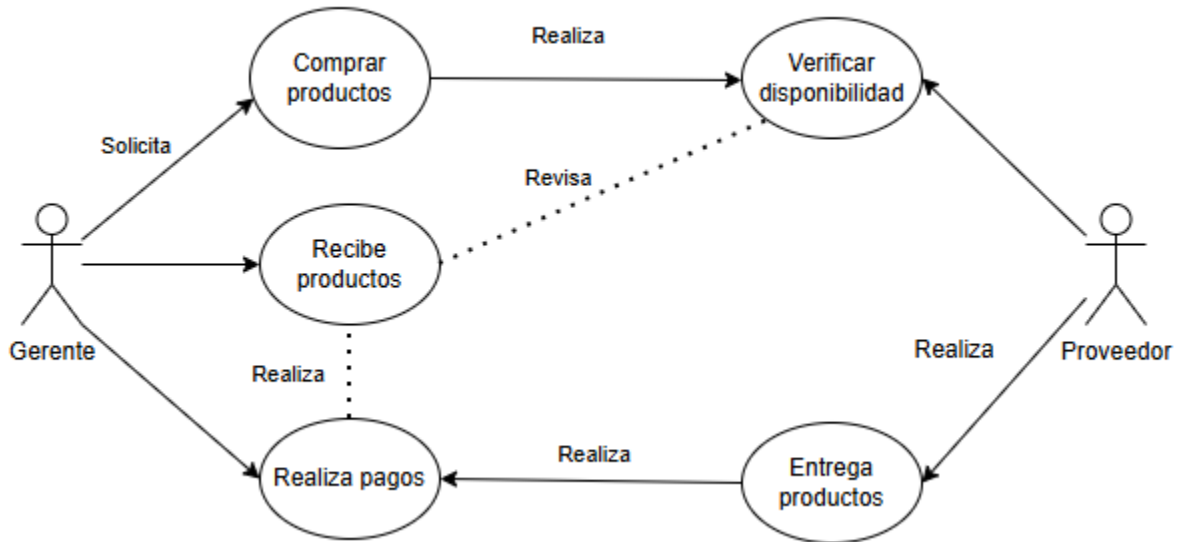 Realiza
Comprar
productos
Verificar
disponibilidad
Solicita
Revisa
Recibe
productos
Gerente
Realiza
Proveedor
Realiza
Realiza
Realiza pagos
Entrega
productos